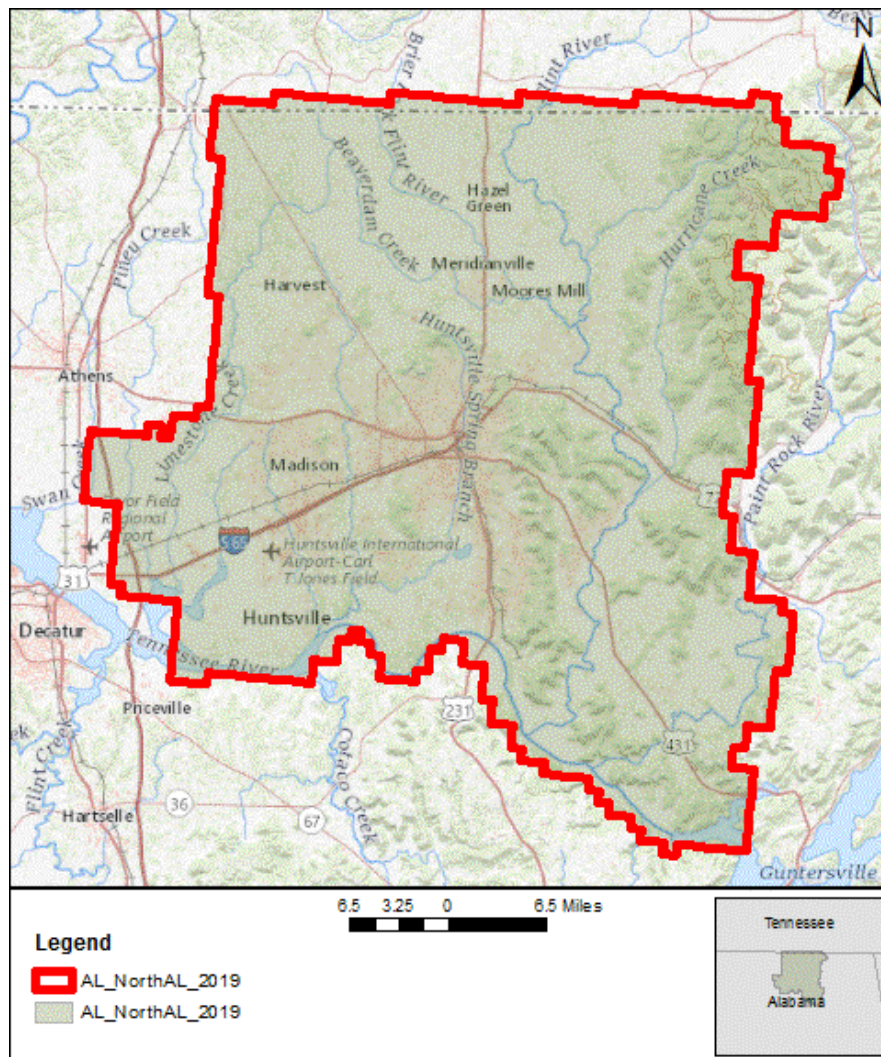 N
Flint River
Brier
Flint River
Beaverdam Creek
Hazel
Green
Hurricane Creek
Piney Creek
Meridianville
Harvest
Moores Mill
Huntsville Spring Branch
Athens
Limestone Creek
Madison
Paint Rock River
Swan Creek
Regional
Airport
Huntsville International
Airport-Carl
T Jones Field
31
Huntsville
Decatur
Tennessee River
Priceville
231
431
Flint Creek
Cotaco Creek
36
67
Hartselle
Guntersville
6.5 3.25 0 6.5 Miles
Legend
AL_NorthAL_2019
AL_NorthAL_2019
Tennessee
Alabama